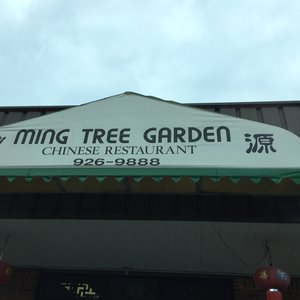 MING TREE GARDEN 源
CHINESE RESTAURANT
926-9888